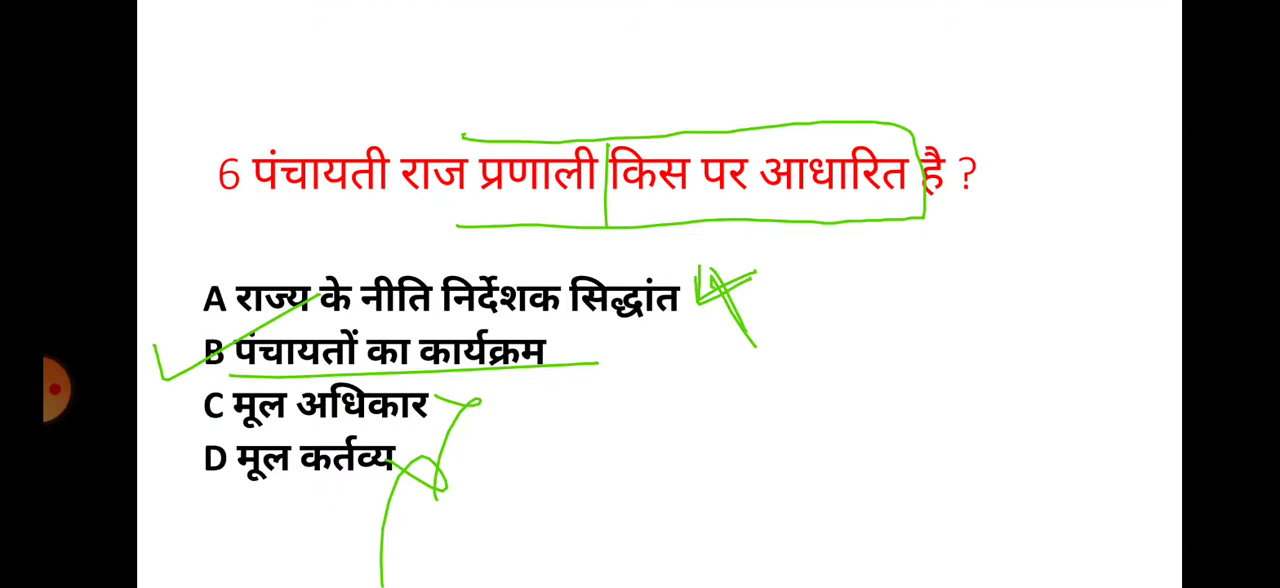 6 पंचायती राज प्रणाली किस पर आधारित है ?
A राज्य के नीति निर्देशक सिद्धांत
B पंचायतों का कार्यक्रम
C मूल अधिकार
D मूल कर्तव्य